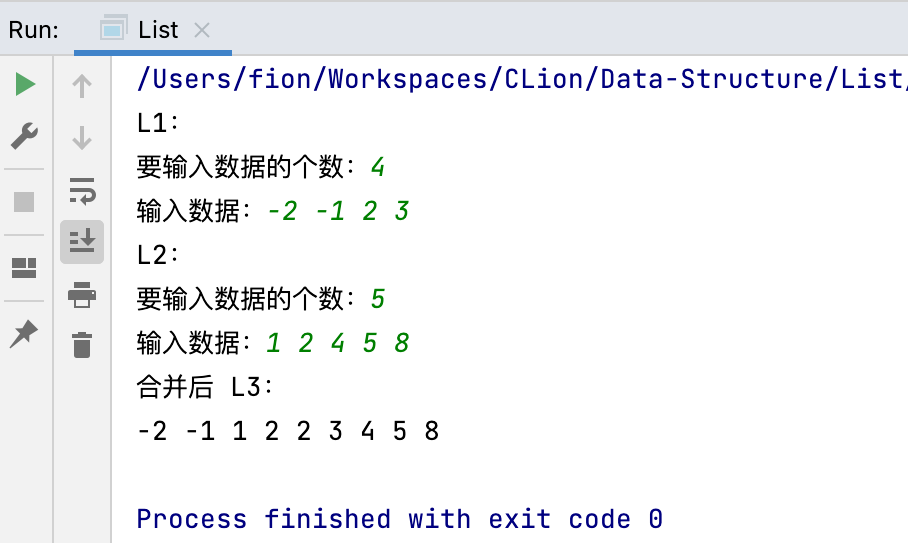 Run: List
/Users/fion/Workspaces/CLion/Data-Structure/List/
L1:
要输入数据的个数：4
输入数据：-2 -1 2 3
L2:
要输入数据的个数：5
输入数据：1 2 4 5 8
合并后 L3:
-2 -1 1 2 2 3 4 5 8
Process finished with exit code 0